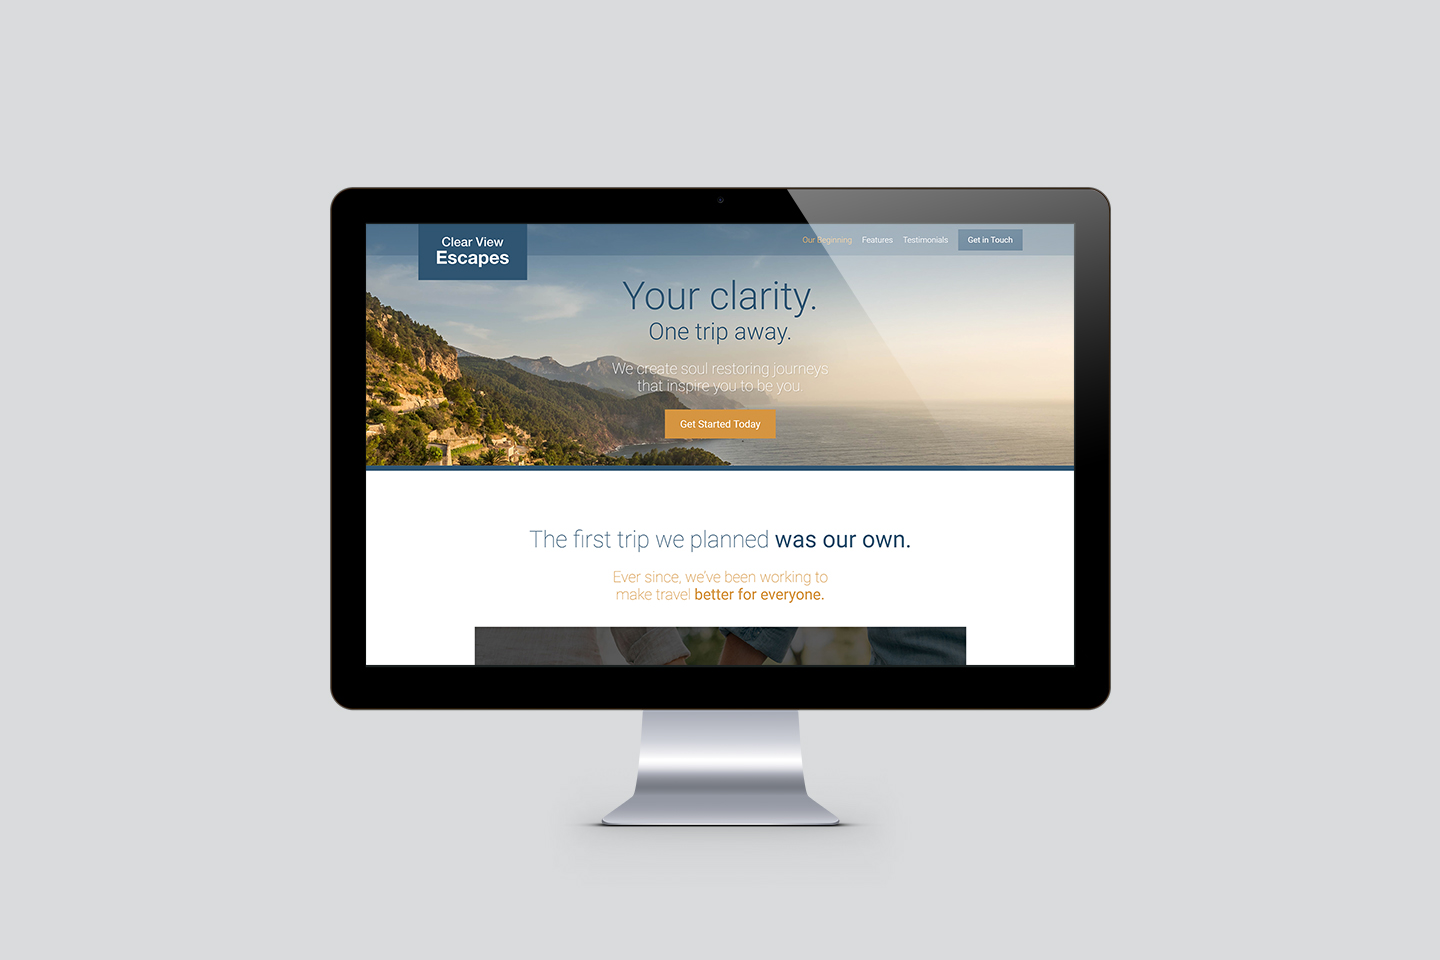 Clear View
Escapes
Our Beginning Features Testimonials Get in Touch
Your clarity.
One trip away.
We create soul restoring journeys
that inspire you to be you.
Get Started Today
The first trip we planned was our own.
Ever since, we've been working to
make travel better for everyone.